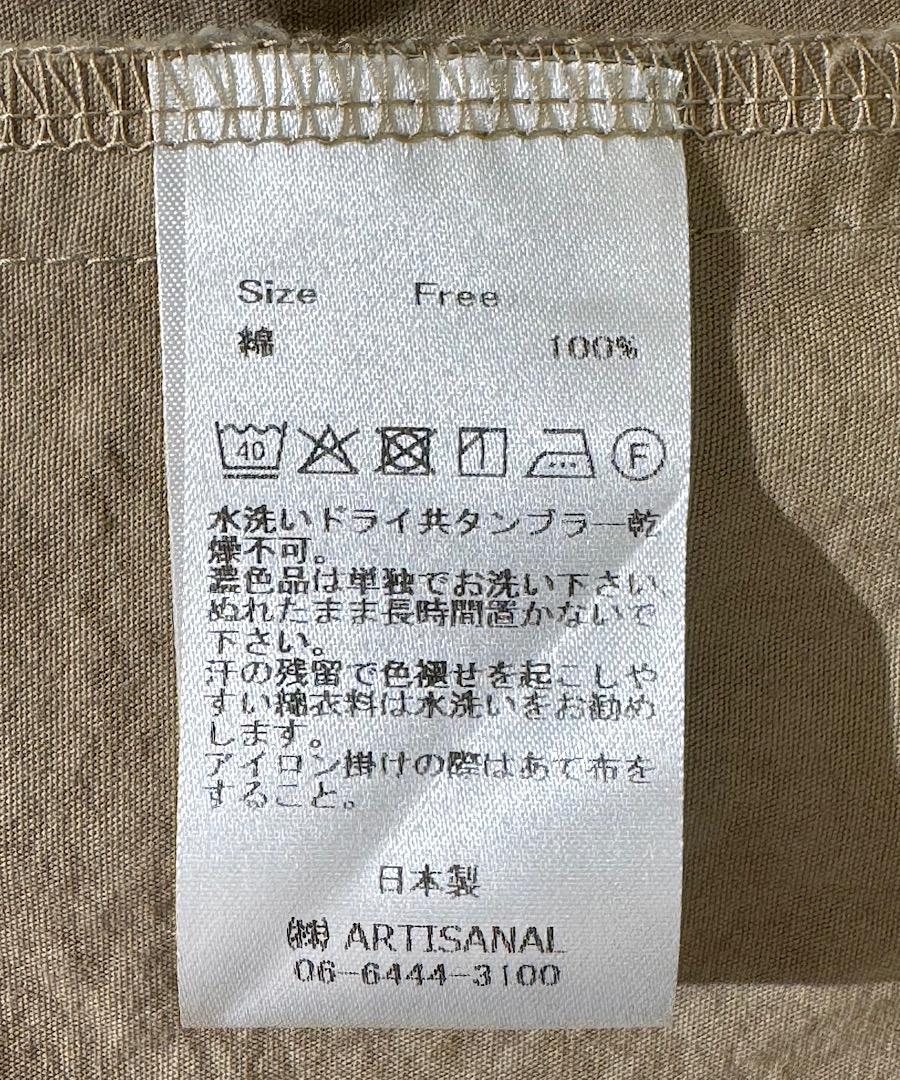 Size Free
綿 100%
40 F
水洗いドライ共タンブラー乾
燥不可。
濃色品は単独でお洗い下さい、
ぬれたまま長時間置かないで
下さい。
汗の残留で色褪せを起こしや
すい綿衣料は水洗いをお勧め
します。
アイロン掛けの際はあて布を
すること。
日本製
㈱ ARTISANAL
06-6444-3100